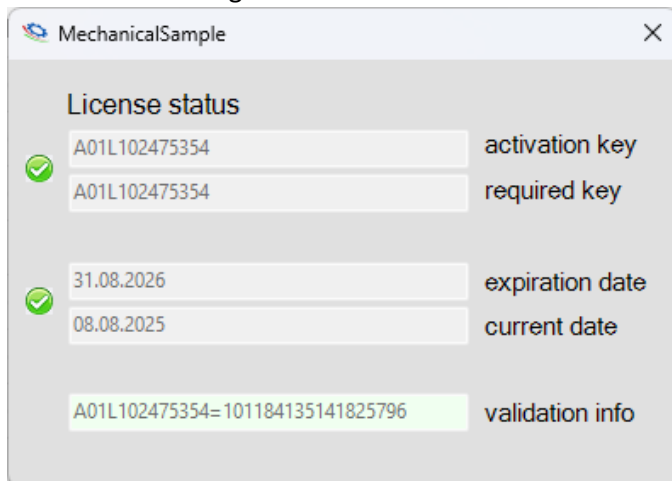 MechanicalSample
License status
A01L102475354 activation key
A01L102475354 required key
31.08.2026 expiration date
08.08.2025 current date
A01L102475354=101184135141825796 validation info